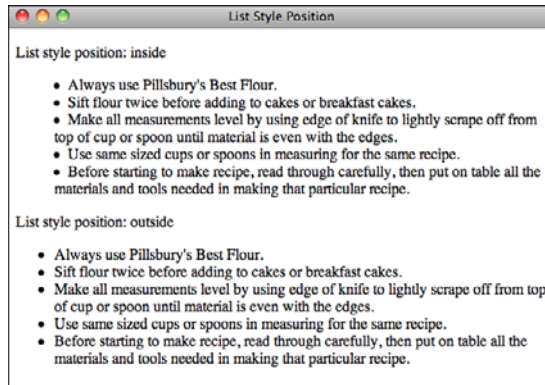 List Style Position
List style position: inside
• Always use Pillsbury's Best Flour.
• Sift flour twice before adding to cakes or breakfast cakes.
• Make all measurements level by using edge of knife to lightly scrape off from
top of cup or spoon until material is even with the edges.
• Use same sized cups or spoons in measuring for the same recipe.
• Before starting to make recipe, read through carefully, then put on table all the
materials and tools needed in making that particular recipe.
List style position: outside
• Always use Pillsbury's Best Flour.
• Sift flour twice before adding to cakes or breakfast cakes.
• Make all measurements level by using edge of knife to lightly scrape off from top
of cup or spoon until material is even with the edges.
• Use same sized cups or spoons in measuring for the same recipe.
• Before starting to make recipe, read through carefully, then put on table all the
materials and tools needed in making that particular recipe.